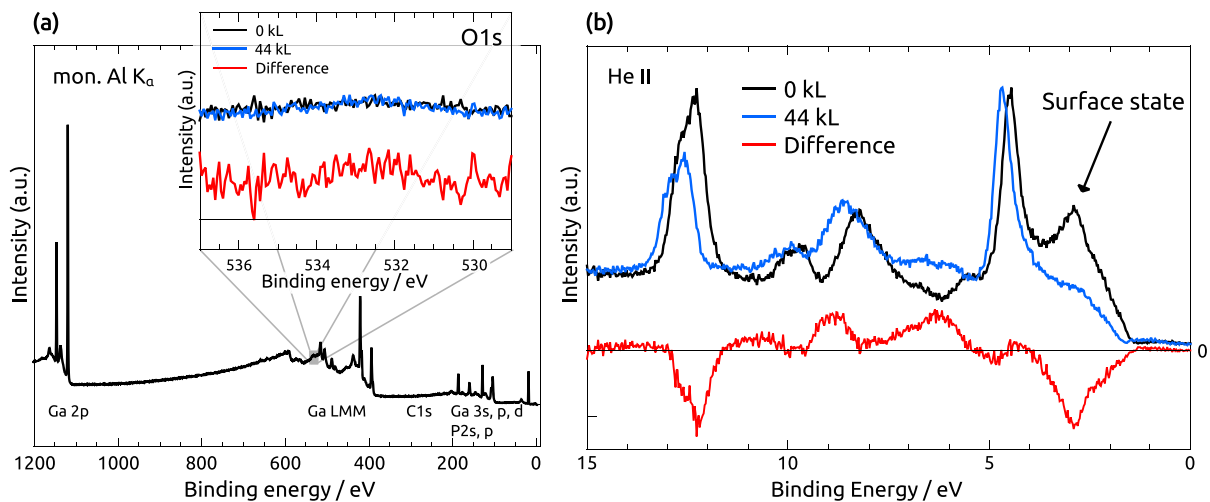 (a)
mon. Al Kα
Intensity (a.u.)
1200 1000 800 600 400 200 0
Binding energy / eV
Ga 2p
Ga LMM
C1s
Ga 3s, p, d
P2s, p
O1s
0 kL
44 kL
Difference
Intensity (a.u.)
536 534 532 530
Binding energy / eV
(b)
He II
0 kL
44 kL
Difference
Surface state
Intensity (a.u.)
0
15 10 5 0
Binding Energy / eV